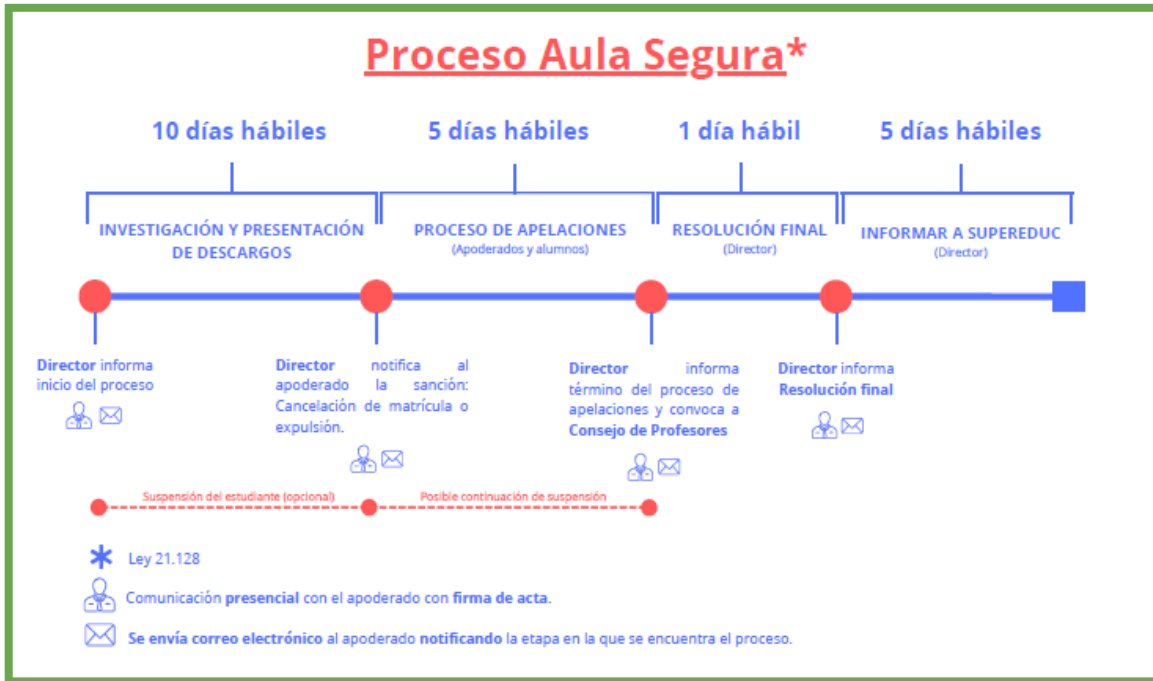 Proceso Aula Segura*
10 días hábiles
5 días hábiles
1 día hábil
5 días hábiles
INVESTIGACIÓN Y PRESENTACIÓN
DE DESCARGOS
PROCESO DE APELACIONES
(Apoderados y alumnos)
RESOLUCIÓN FINAL
(Director)
INFORMAR A SUPEREDUC
(Director)
Director informa
inicio del proceso
Director notifica al
apoderado la sanción:
Cancelación de matrícula o
expulsión.
Director informa
término del proceso de
apelaciones y convoca a
Consejo de Profesores
Director informa
Resolución final
Suspensión del estudiante (opcional)
Posible continuación de suspensión
* Ley 21.128
Comunicación presencial con el apoderado con firma de acta.
Se envía correo electrónico al apoderado notificando la etapa en la que se encuentra el proceso.